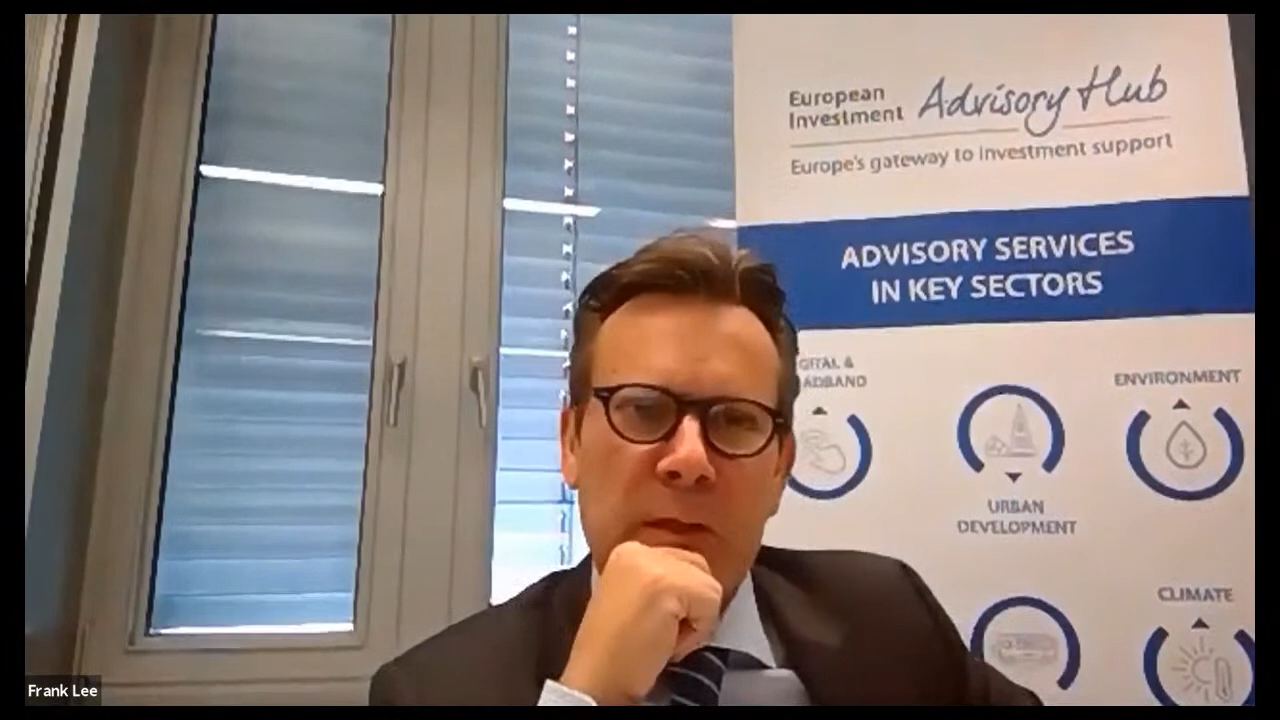 European
Investment
Advisory Hub
Europe's gateway to investment support
ADVISORY SERVICES
IN KEY SECTORS
ENVIRONMENT
URBAN
DEVELOPMENT
CLIMATE
Frank Lee